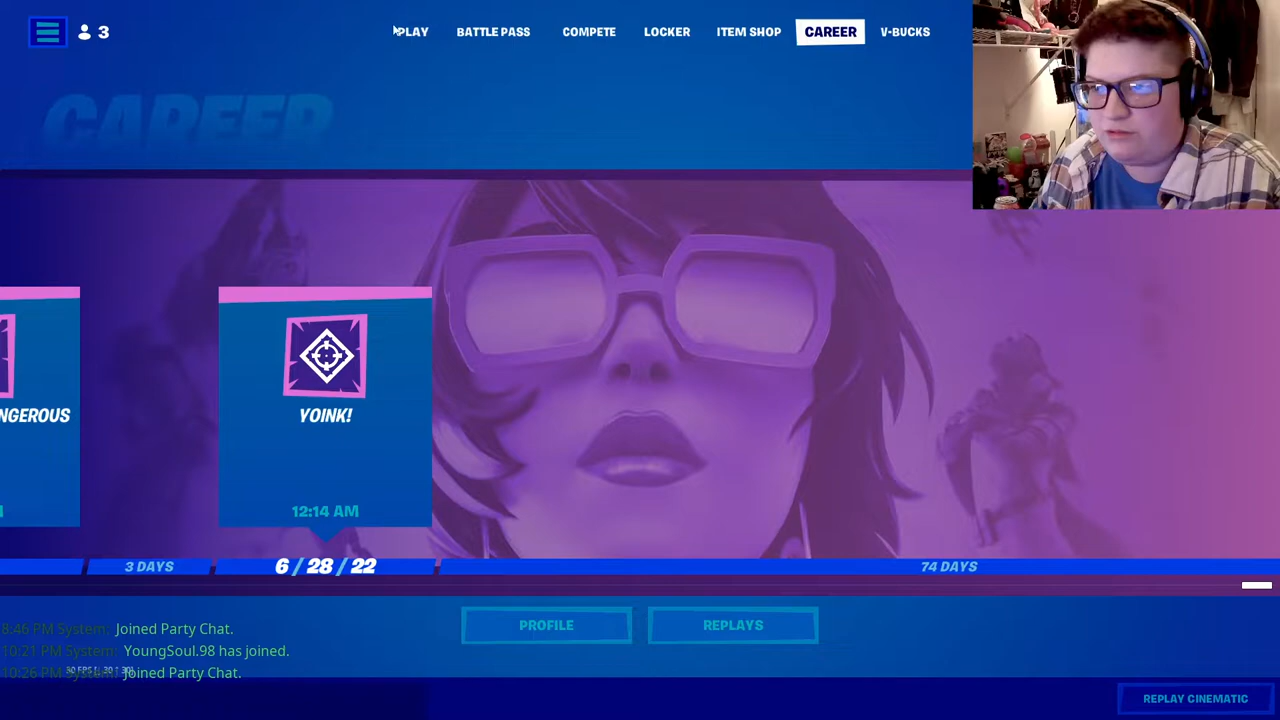 3
PLAY BATTLE PASS COMPETE LOCKER ITEM SHOP CAREER V-BUCKS
CAREER
NGEROUS
YOINK!
12:14 AM
3 DAYS
6 / 28 / 22
74 DAYS
PROFILE
REPLAYS
8:46 PM System: Joined Party Chat.
10:21 PM System: YoungSoul.98 has joined.
10:26 PM System: Joined Party Chat.
REPLAY CINEMATIC